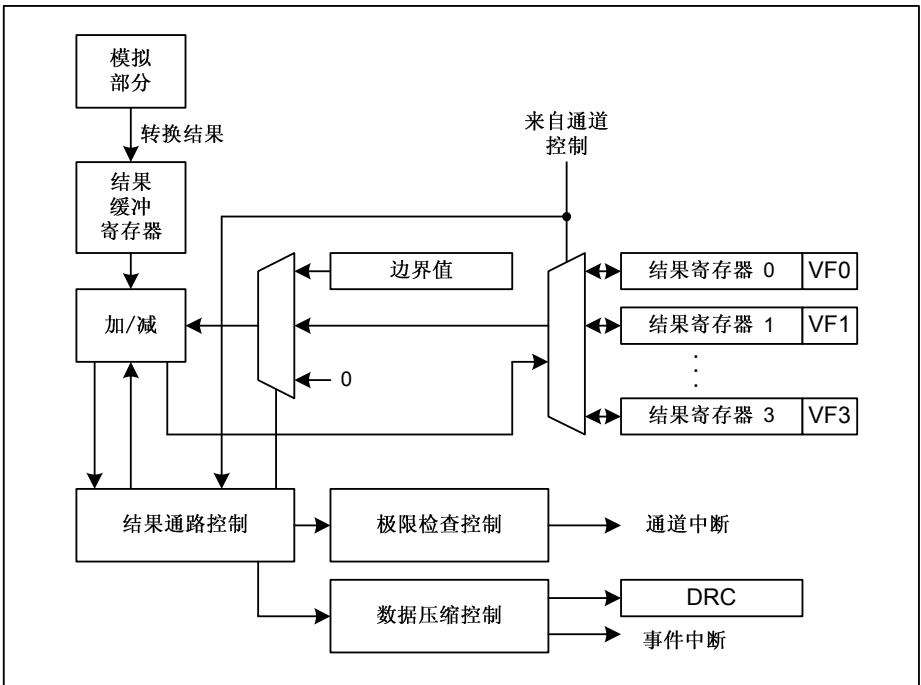 模拟
部分
转换结果
来自通道
控制
结果
缓冲
寄存器
边界值
结果寄存器 0 VF0
加/减
结果寄存器 1 VF1
0
结果寄存器 3 VF3
结果通路控制
极限检查控制
通道中断
数据压缩控制
DRC
事件中断